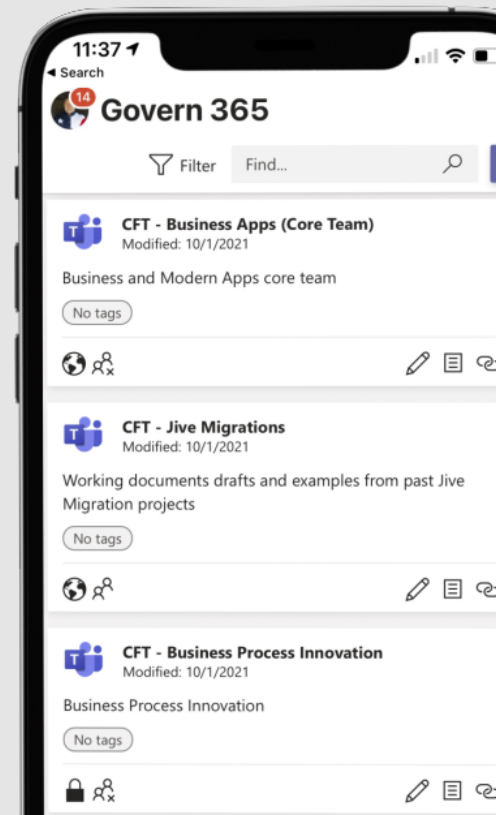 11:37
Search
14
Govern 365
Filter
Find...
CFT - Business Apps (Core Team)
Modified: 10/1/2021
Business and Modern Apps core team
No tags
CFT - Jive Migrations
Modified: 10/1/2021
Working documents drafts and examples from past Jive
Migration projects
No tags
CFT - Business Process Innovation
Modified: 10/1/2021
Business Process Innovation
No tags